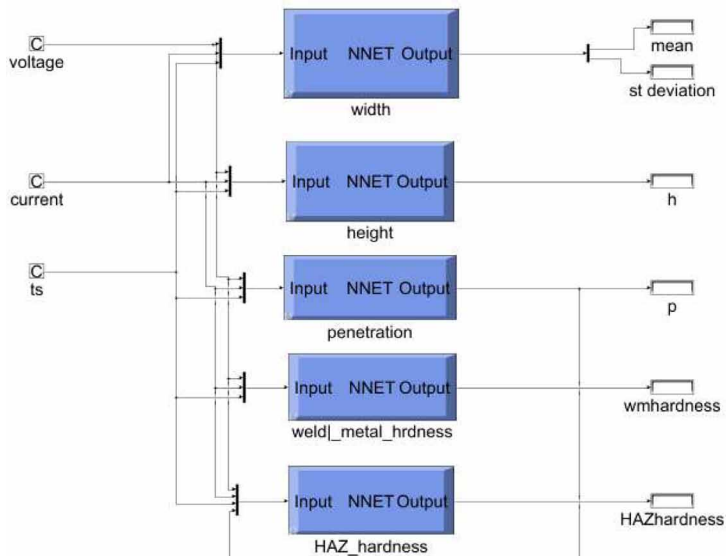 C
voltage
Input NNET Output
width
mean
st deviation
C
current
Input NNET Output
height
h
C
ts
Input NNET Output
penetration
p
Input NNET Output
weld|_metal_hrdness
wmhardness
Input NNET Output
HAZ_hardness
HAZhardness